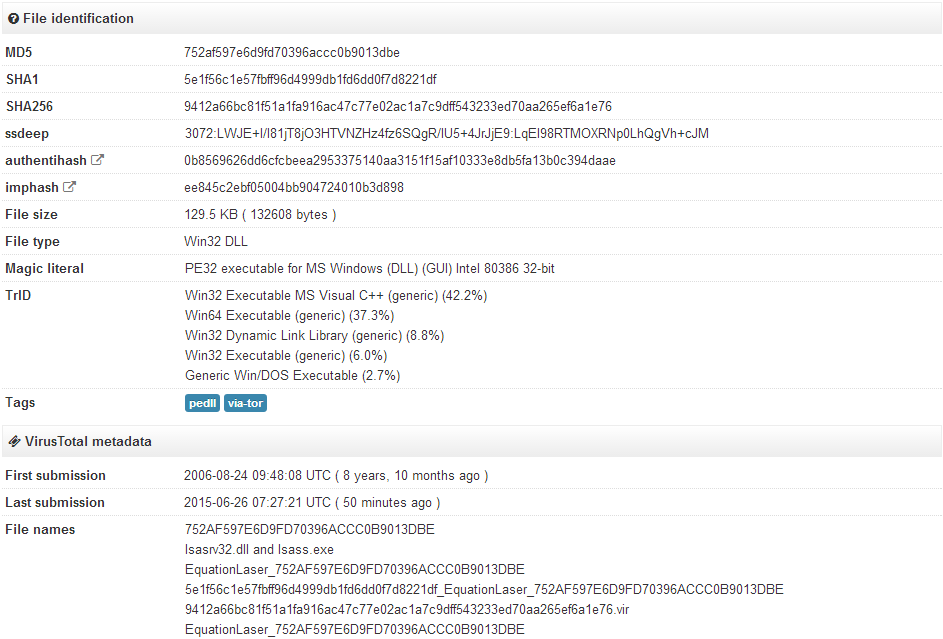 File identification
MD5 752af597e6d9fd70396accc0b9013dbe
SHA1 5e1f56c1e57fbff96d4999db1fd6dd0f7d8221df
SHA256 9412a66bc81f51a1fa916ac47c77e02ac1a7c9dff543233ed70aa265ef6a1e76
ssdeep 3072:LWJE+I/I81jT8jO3HTVNZHz4fz6SQgR/IU5+4JrJjE9:LqEI98RTMOXRNp0LhQgVh+cJM
authentihash 0b8569626dd6cfcbeea2953375140aa3151f15af10333e8db5fa13b0c394daae
imphash ee845c2ebf05004bb904724010b3d898
File size 129.5 KB ( 132608 bytes )
File type Win32 DLL
Magic literal PE32 executable for MS Windows (DLL) (GUI) Intel 80386 32-bit
TrID Win32 Executable MS Visual C++ (generic) (42.2%)
Win64 Executable (generic) (37.3%)
Win32 Dynamic Link Library (generic) (8.8%)
Win32 Executable (generic) (6.0%)
Generic Win/DOS Executable (2.7%)
Tags pedll via-tor
VirusTotal metadata
First submission 2006-08-24 09:48:08 UTC ( 8 years, 10 months ago )
Last submission 2015-06-26 07:27:21 UTC ( 50 minutes ago )
File names 752AF597E6D9FD70396ACCC0B9013DBE
lsasrv32.dll and lsass.exe
EquationLaser_752AF597E6D9FD70396ACCC0B9013DBE
5e1f56c1e57fbff96d4999db1fd6dd0f7d8221df_EquationLaser_752AF597E6D9FD70396ACCC0B9013DBE
9412a66bc81f51a1fa916ac47c77e02ac1a7c9dff543233ed70aa265ef6a1e76.vir
EquationLaser_752AF597E6D9FD70396ACCC0B9013DBE